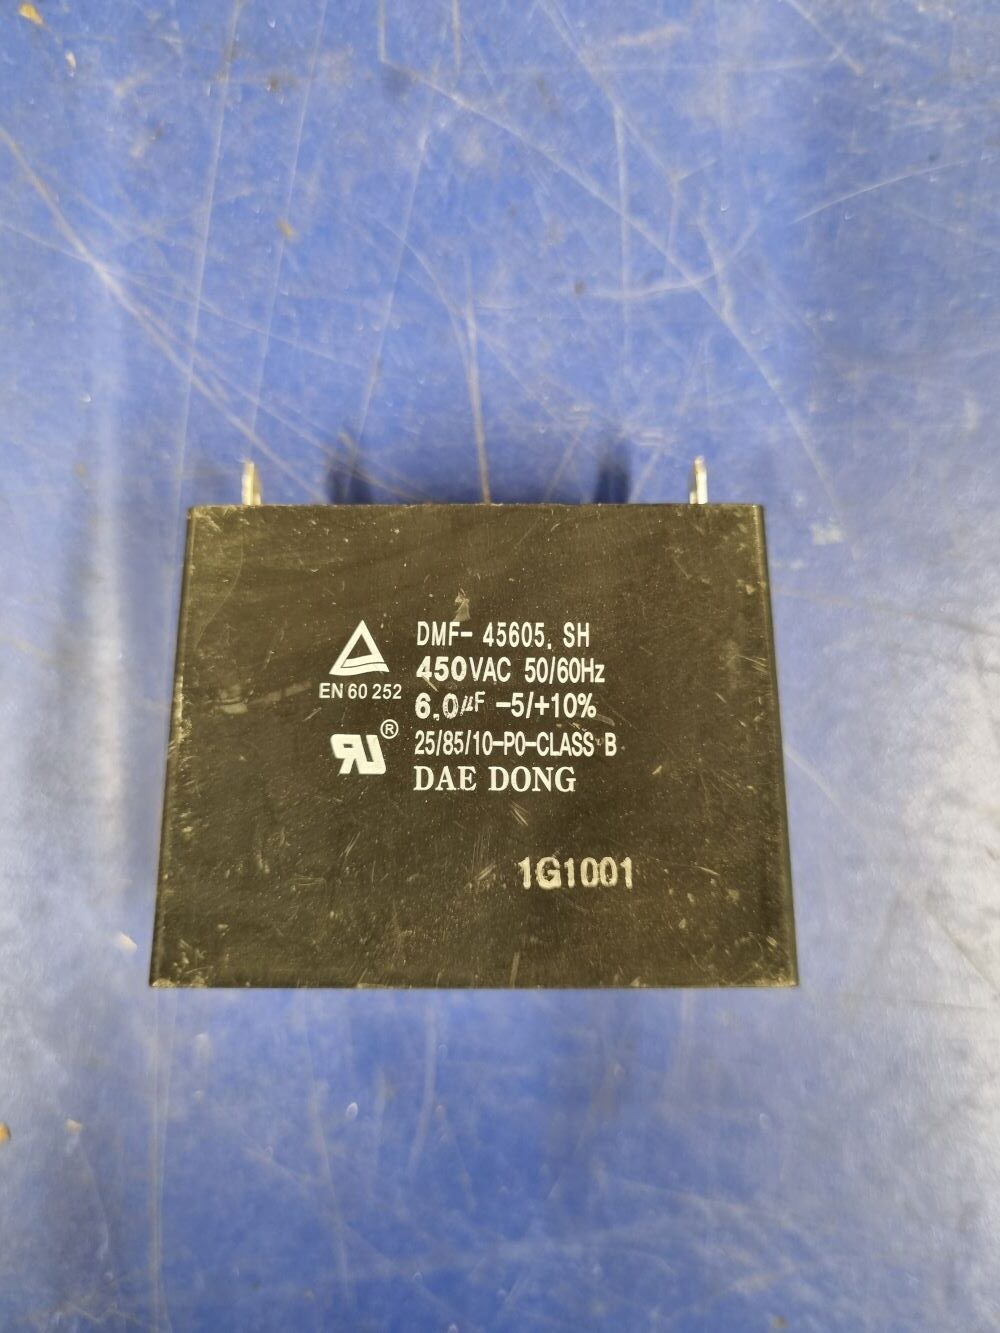 DMF- 45605. SH
450VAC 50/60Hz
EN 60 252
6.0µF -5/+10%
25/85/10-P0-CLASS B
DAE DONG
1G1001